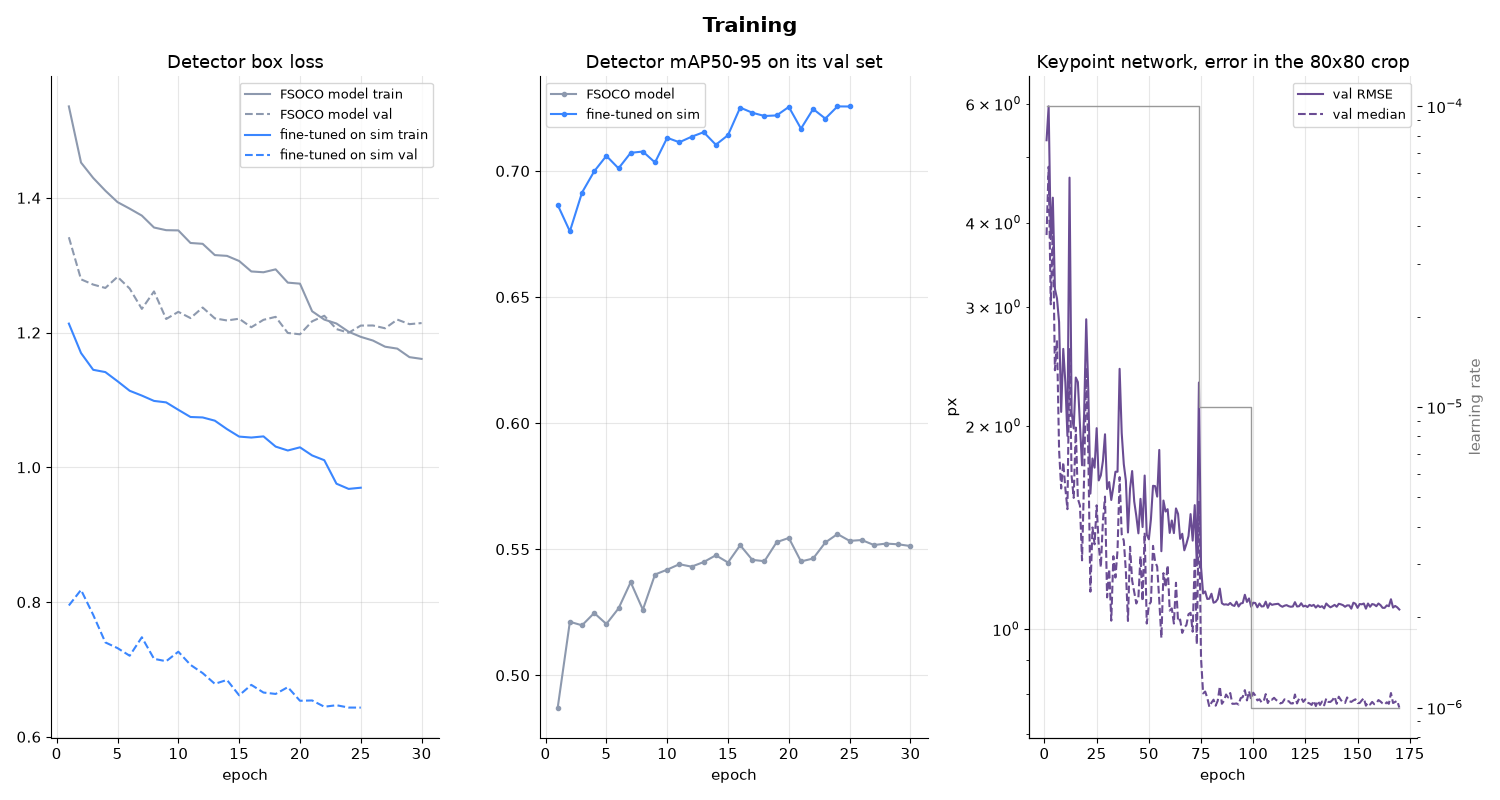 Training
Detector box loss
FSOCO model train
FSOCO model val
fine-tuned on sim train
fine-tuned on sim val
1.4
1.2
1.0
0.8
0.6
0 5 10 15 20 25 30
epoch
Detector mAP50-95 on its val set
FSOCO model
fine-tuned on sim
0.70
0.65
0.60
0.55
0.50
0 5 10 15 20 25 30
epoch
Keypoint network, error in the 80x80 crop
val RMSE
val median
px
6 × 10⁰
4 × 10⁰
3 × 10⁰
2 × 10⁰
10⁰
0 25 50 75 100 125 150 175
epoch
10⁻⁴
10⁻⁵
10⁻⁶
learning rate